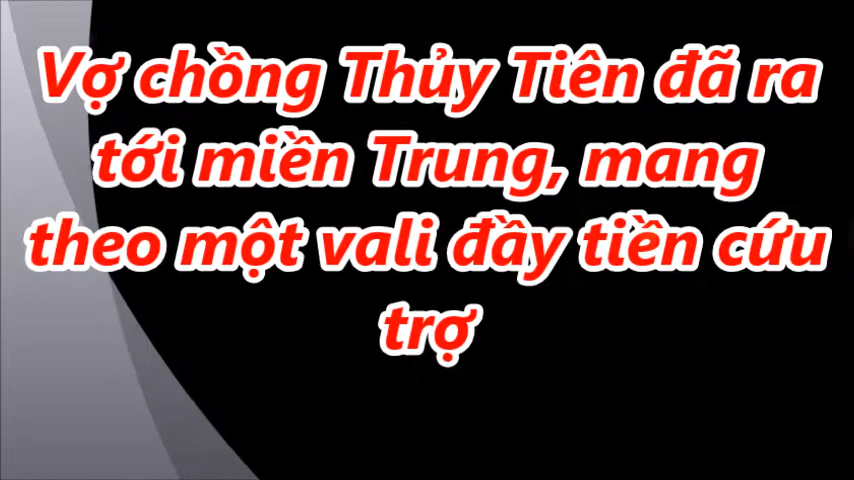 Vợ chồng Thủy Tiên đã ra
tới miền Trung, mang
theo một vali đầy tiền cứu
trợ